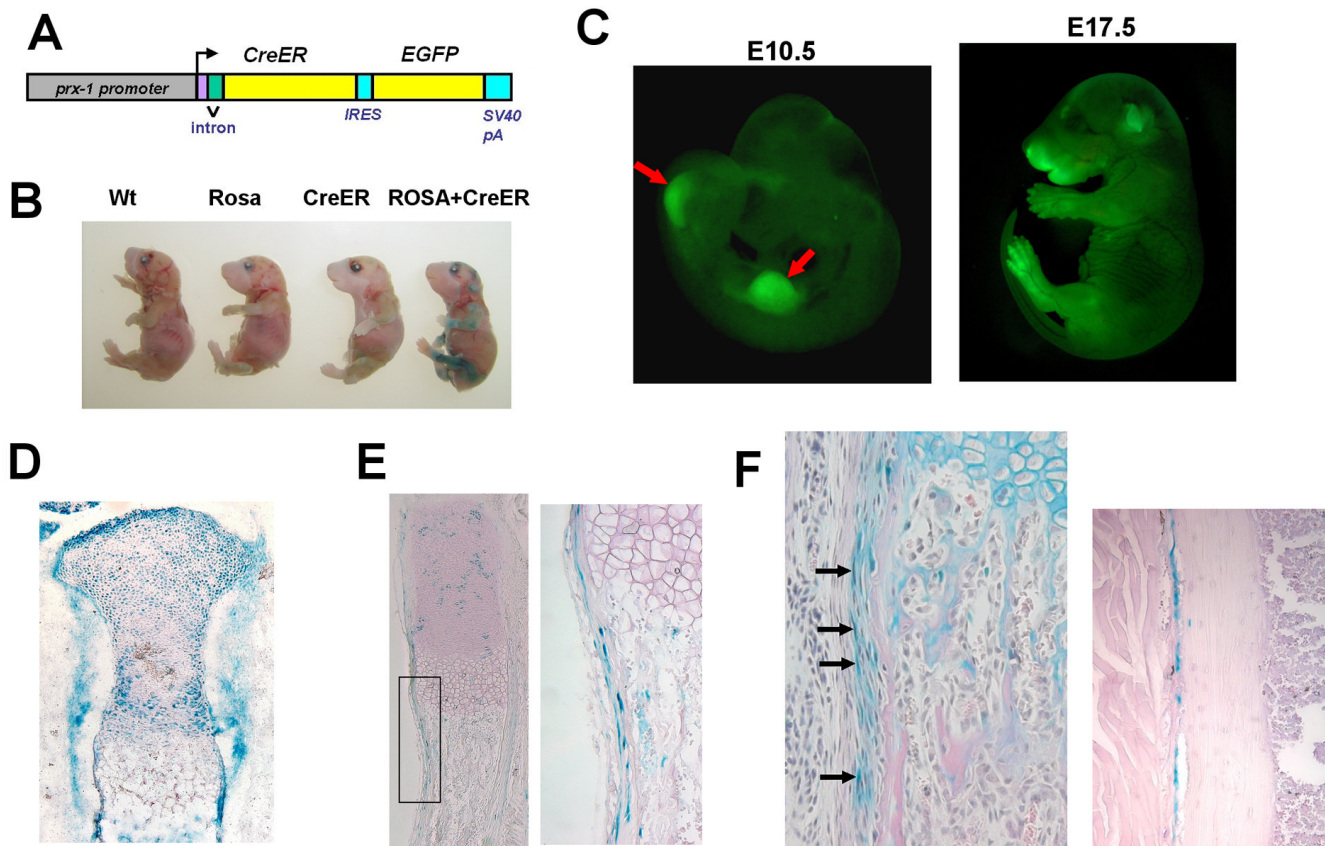 A
CreER EGFP
prx-1 promoter
intron
IRES
SV40
pA
B
Wt Rosa CreER ROSA+CreER
C
E10.5
E17.5
D
E
F